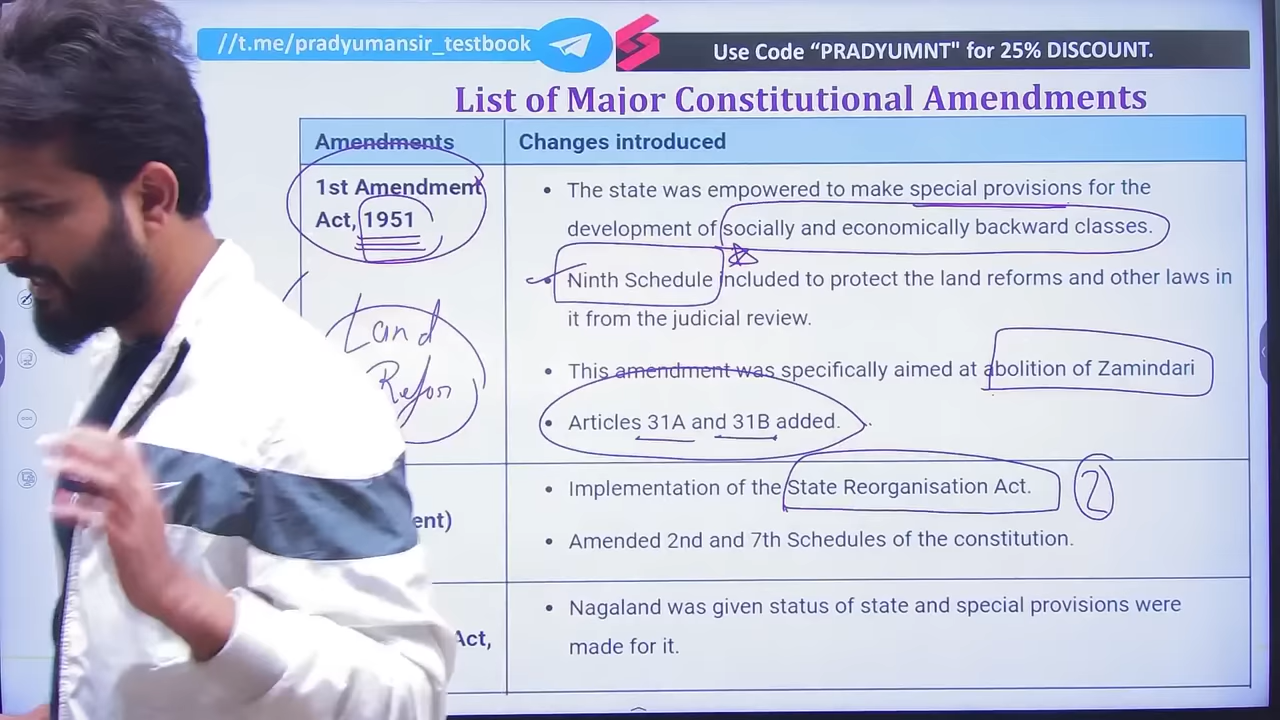 //t.me/pradyumansir_testbook
Use Code “PRADYUMNT" for 25% DISCOUNT.
List of Major Constitutional Amendments
Amendments
Changes introduced
1st Amendment
Act, 1951
• The state was empowered to make special provisions for the
development of socially and economically backward classes.
• Ninth Schedule included to protect the land reforms and other laws in
it from the judicial review.
• This amendment was specifically aimed at abolition of Zamindari
• Articles 31A and 31B added.
Land
Refor
ent)
• Implementation of the State Reorganisation Act.
2
• Amended 2nd and 7th Schedules of the constitution.
Act,
• Nagaland was given status of state and special provisions were
made for it.